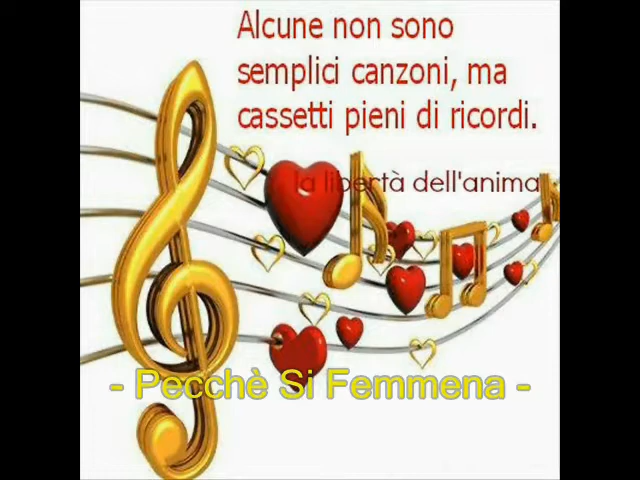 Alcune non sono
semplici canzoni, ma
cassetti pieni di ricordi.
la libertà dell'anima
- Pecchè Si Femmena -